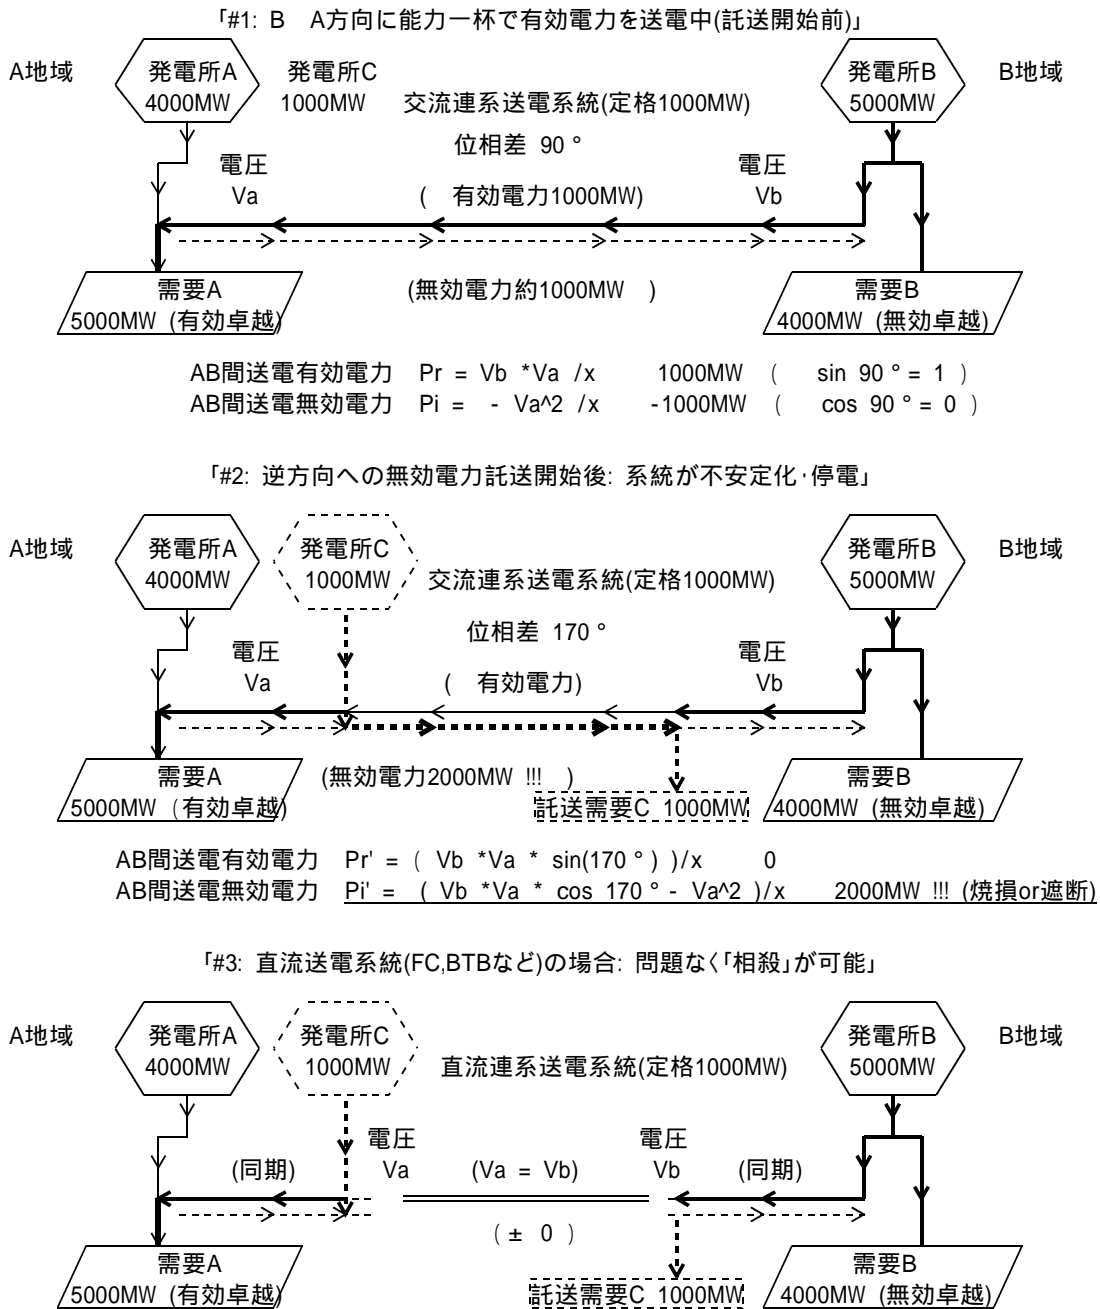 「#1: B A方向に能力一杯で有効電力を送電中(託送開始前)」
A地域 発電所A 発電所C 発電所B B地域
4000MW 1000MW 交流連系送電系統(定格1000MW) 5000MW
位相差 90°
電圧 電圧
Va ( 有効電力1000MW) Vb
需要A (無効電力約1000MW ) 需要B
5000MW (有効卓越) 4000MW (無効卓越)
AB間送電有効電力 Pr = Vb *Va /x 1000MW ( sin 90°= 1 )
AB間送電無効電力 Pi = - Va^2 /x -1000MW ( cos 90°= 0 )
「#2: 逆方向への無効電力託送開始後: 系統が不安定化・停電」
A地域 発電所A 発電所C 発電所B B地域
4000MW 1000MW 交流連系送電系統(定格1000MW) 5000MW
位相差 170°
電圧 電圧
Va ( 有効電力) Vb
需要A (無効電力2000MW !!! ) 需要B
5000MW (有効卓越) 託送需要C 1000MW 4000MW (無効卓越)
AB間送電有効電力 Pr' = ( Vb *Va * sin(170°) )/x 0
AB間送電無効電力 Pi' = ( Vb *Va * cos 170°- Va^2 )/x 2000MW !!! (焼損or遮断)
「#3: 直流送電系統(FC,BTBなど)の場合: 問題なく「相殺」が可能」
A地域 発電所A 発電所C 発電所B B地域
4000MW 1000MW 直流連系送電系統(定格1000MW) 5000MW
電圧 電圧
(同期) Va (Va = Vb) Vb (同期)
( ± 0 )
需要A 需要B
5000MW (有効卓越) 託送需要C 1000MW 4000MW (無効卓越)